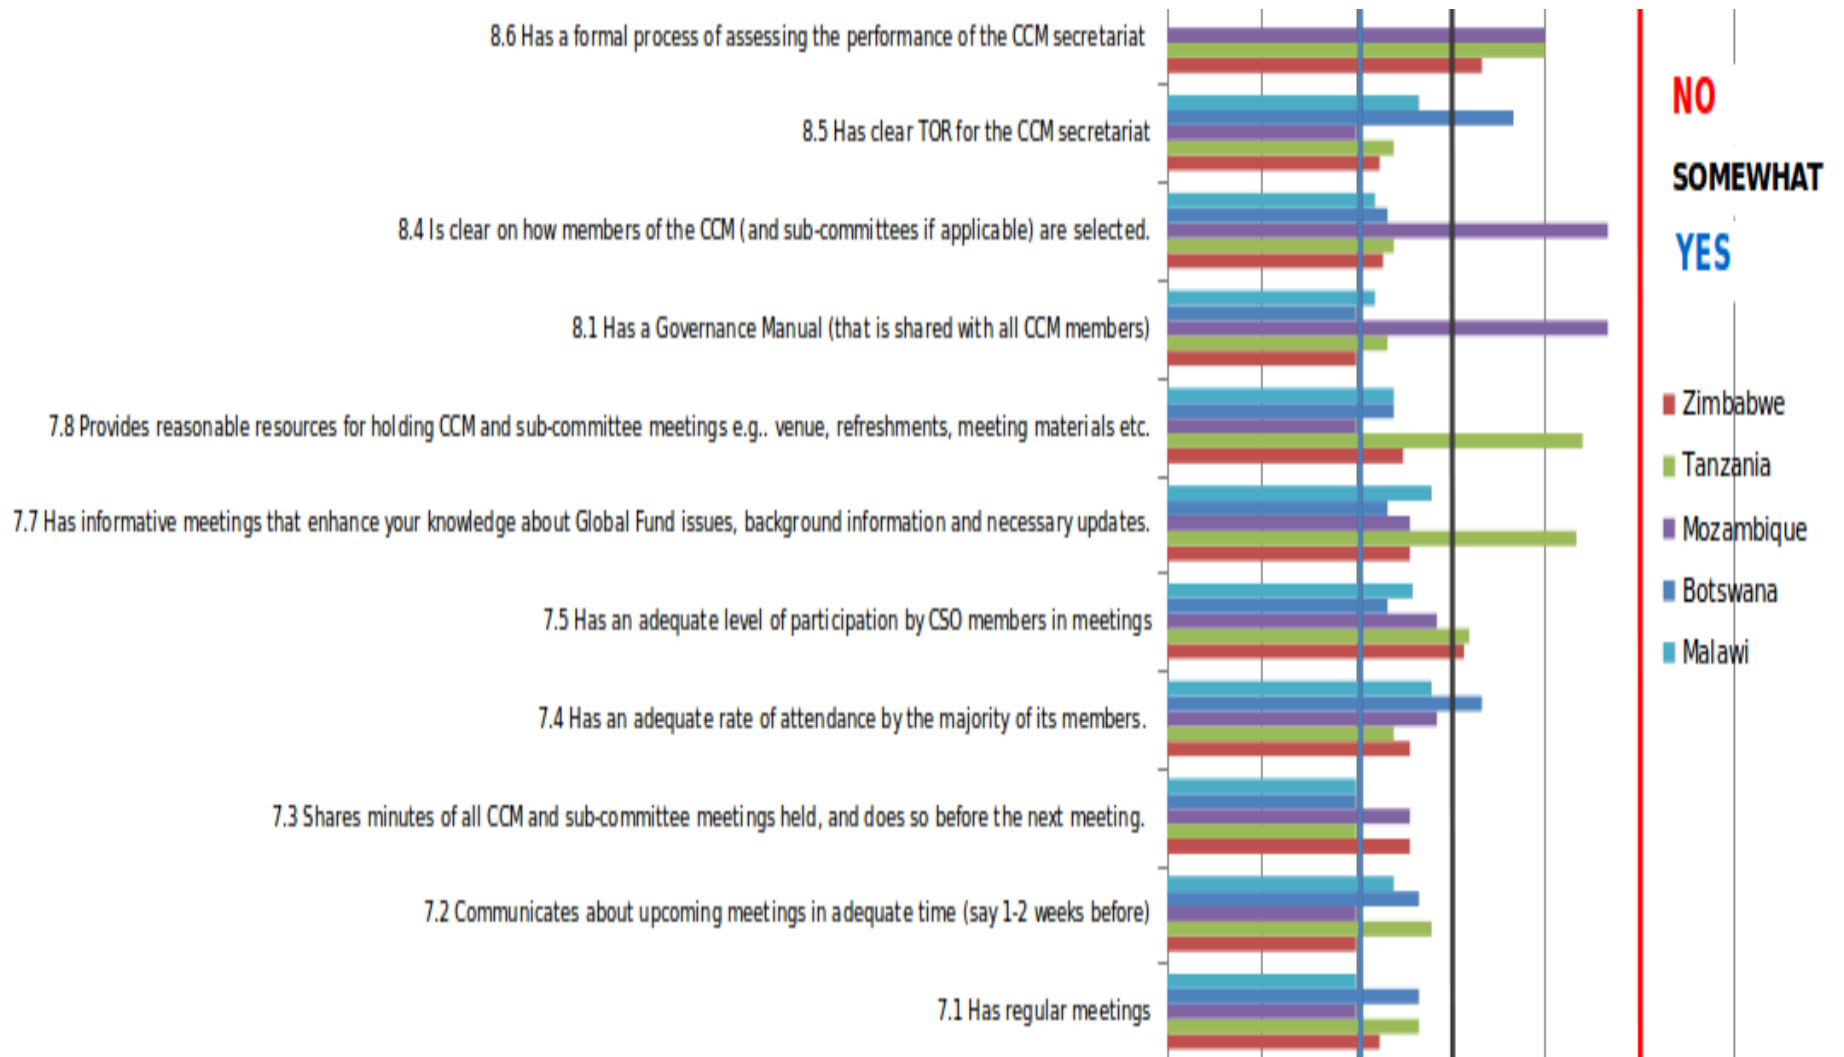 8.6 Has a formal process of assessing the performance of the CCM secretariat
8.5 Has clear TOR for the CCM secretariat
8.4 Is clear on how members of the CCM (and sub-committees if applicable) are selected.
8.1 Has a Governance Manual (that is shared with all CCM members)
7.8 Provides reasonable resources for holding CCM and sub-committee meetings e.g.. venue, refreshments, meeting materials etc.
7.7 Has informative meetings that enhance your knowledge about Global Fund issues, background information and necessary updates.
7.5 Has an adequate level of participation by CSO members in meetings
7.4 Has an adequate rate of attendance by the majority of its members.
7.3 Shares minutes of all CCM and sub-committee meetings held, and does so before the next meeting.
7.2 Communicates about upcoming meetings in adequate time (say 1-2 weeks before)
7.1 Has regular meetings
NO
SOMEWHAT
YES
Zimbabwe
Tanzania
Mozambique
Botswana
Malawi